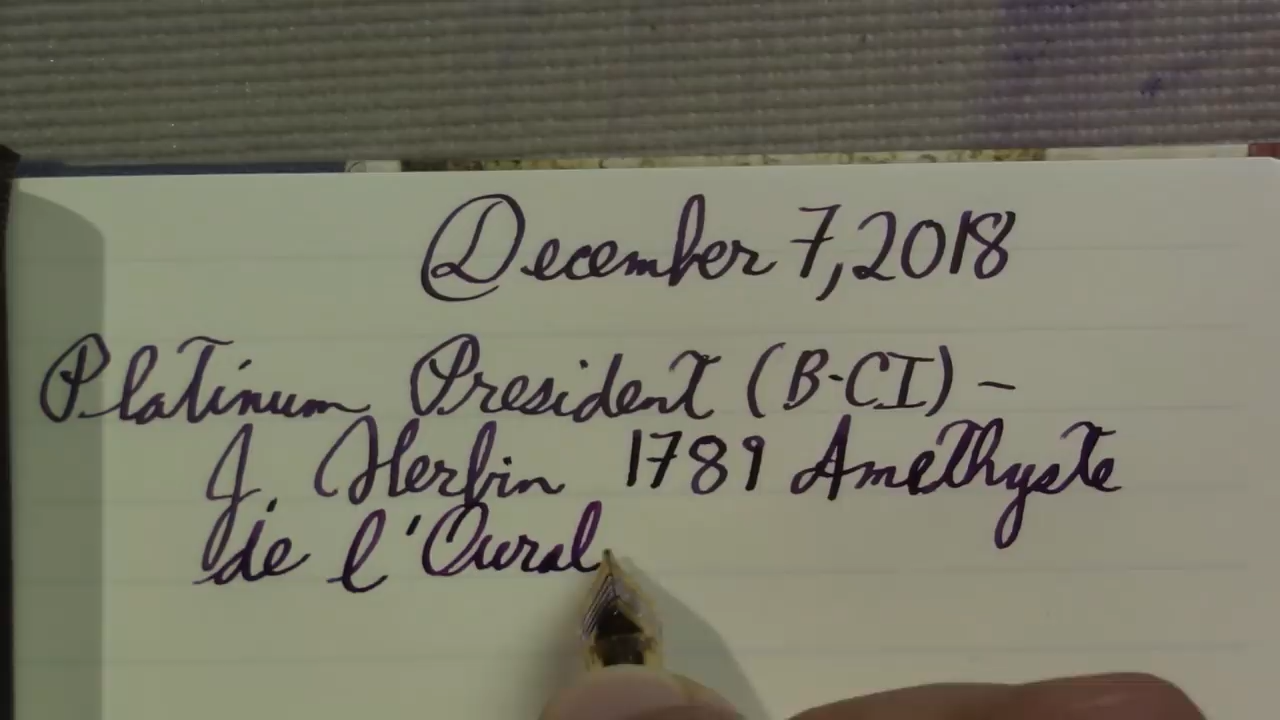 December 7, 2018
Platinum President (B-CI) -
J. Herbin 1789 Amethyste
de l'Oural